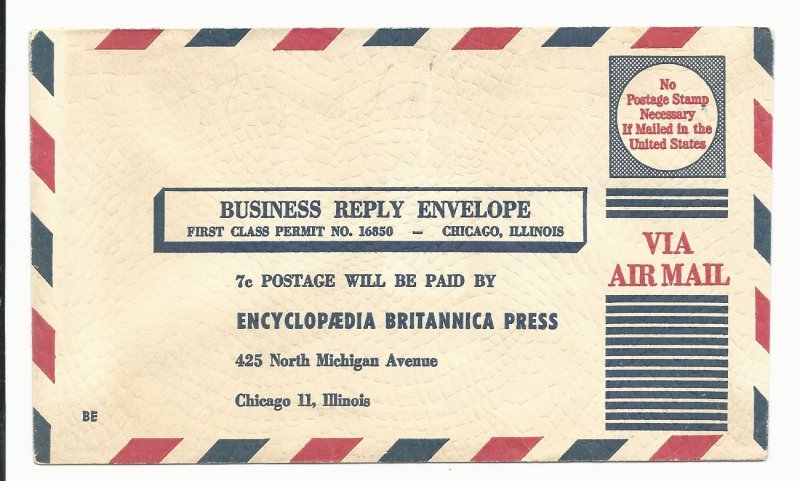 No
Postage Stamp
Necessary
If Mailed in the
United States
BUSINESS REPLY ENVELOPE
FIRST CLASS PERMIT NO. 16850 — CHICAGO, ILLINOIS
VIA
AIR MAIL
7c POSTAGE WILL BE PAID BY
ENCYCLOPÆDIA BRITANNICA PRESS
425 North Michigan Avenue
Chicago 11, Illinois
BE